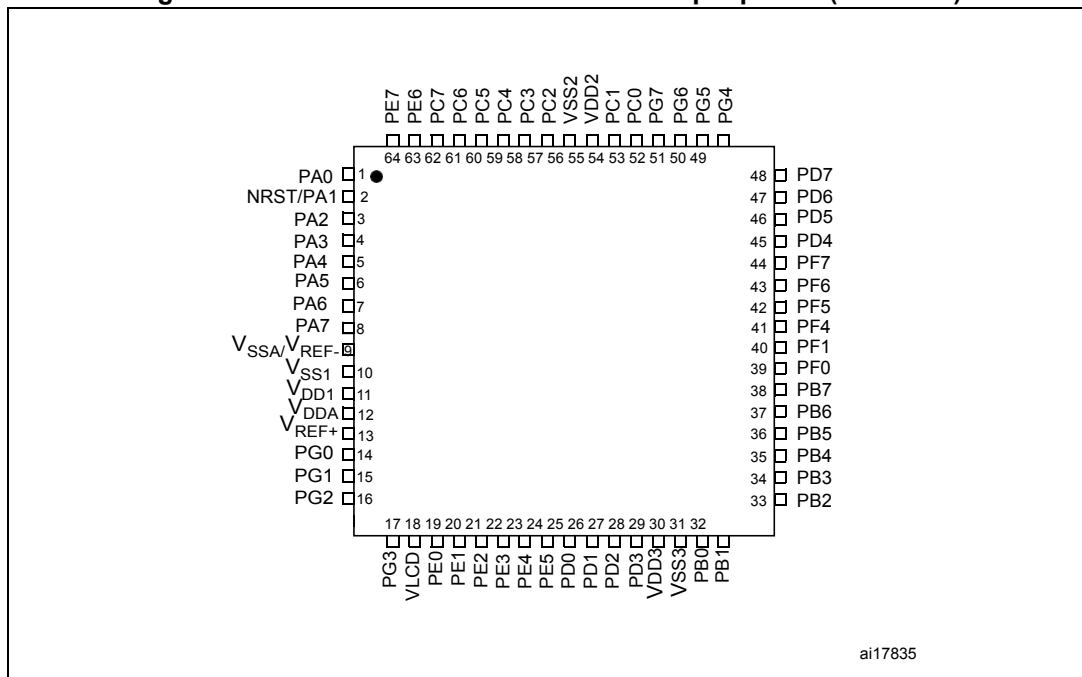 PE7 PE6 PC7 PC6 PC5 PC4 PC3 PC2 VSS2 VDD2 PC1 PC0 PG7 PG6 PG5 PG4
64 63 62 61 60 59 58 57 56 55 54 53 52 51 50 49
PA0 1 48 PD7
NRST/PA1 2 47 PD6
PA2 3 46 PD5
PA3 4 45 PD4
PA4 5 44 PF7
PA5 6 43 PF6
PA6 7 42 PF5
PA7 8 41 PF4
VSSA/VREF- 9 40 PF1
VSS1 10 39 PF0
VDD1 11 38 PB7
VDDA 12 37 PB6
VREF+ 13 36 PB5
PG0 14 35 PB4
PG1 15 34 PB3
PG2 16 33 PB2
17 18 19 20 21 22 23 24 25 26 27 28 29 30 31 32
PG3 VLCD PE0 PE1 PE2 PE3 PE4 PE5 PD0 PD1 PD2 PD3 VDD3 VSS3 PB0 PB1
ai17835